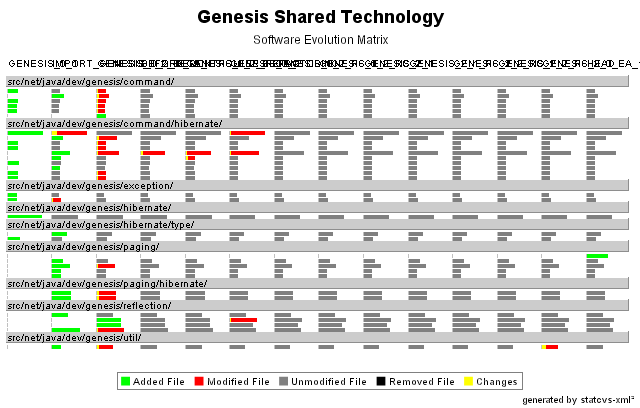 Genesis Shared Technology
Software Evolution Matrix
src/net/java/dev/genesis/command/
src/net/java/dev/genesis/command/hibernate/
src/net/java/dev/genesis/exception/
src/net/java/dev/genesis/hibernate/
src/net/java/dev/genesis/hibernate/type/
src/net/java/dev/genesis/paging/
src/net/java/dev/genesis/paging/hibernate/
src/net/java/dev/genesis/reflection/
src/net/java/dev/genesis/util/
Added File Modified File Unmodified File Removed File Changes
generated by statcvs-xml²